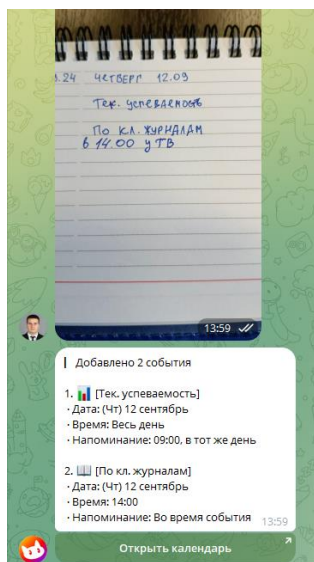 .24 ЧЕТВЕРГ 12.09
Тек. успеваемость
По кл. журналам
в 14.00 у ТВ
13:59
Добавлено 2 события
1. 📊 [Тек. успеваемость]
· Дата: (Чт) 12 сентябрь
· Время: Весь день
· Напоминание: 09:00, в тот же день
2. 📖 [По кл. журналам]
· Дата: (Чт) 12 сентябрь
· Время: 14:00
· Напоминание: Во время события 13:59
Открыть календарь